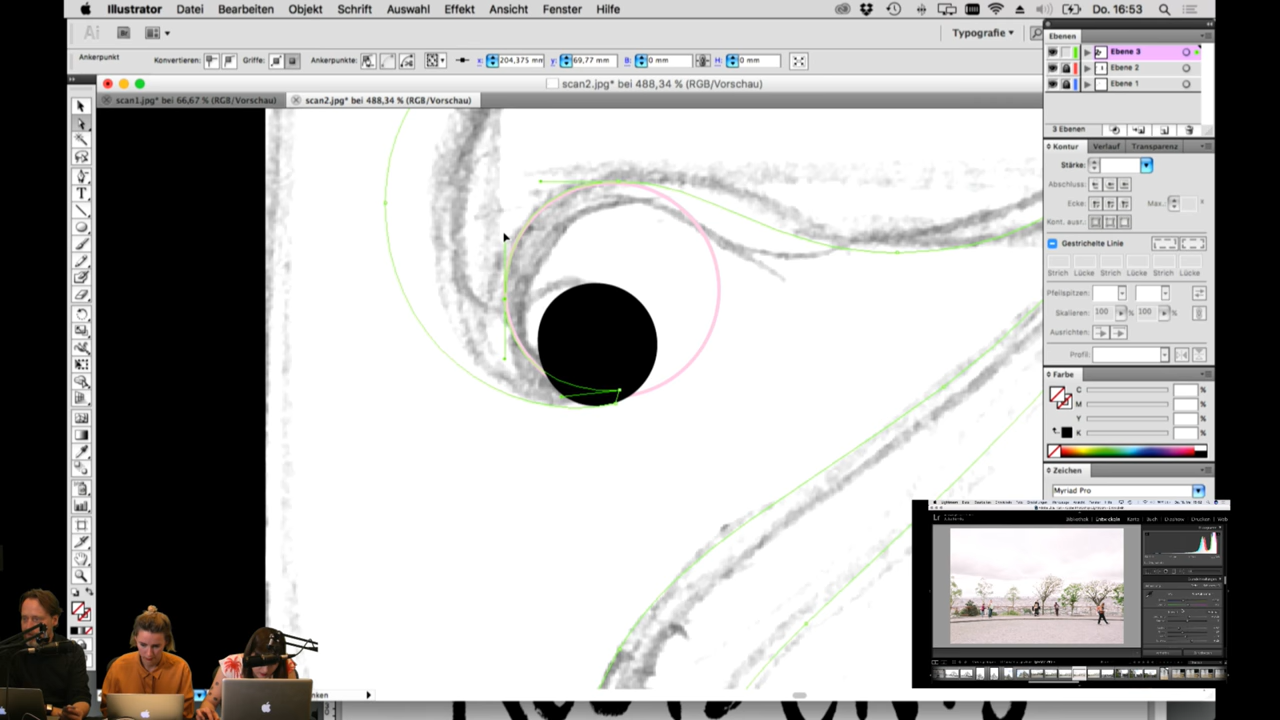 Illustrator Datei Bearbeiten Objekt Schrift Auswahl Effekt Ansicht Fenster Hilfe Do. 16:53
Ai Typografie
Ankerpunkt Konvertieren: Griffe: Ankerpunkte: x: 204,375 mm y: 69,77 mm B: 0 mm H: 0 mm
scan2.jpg* bei 488,34 % (RGB/Vorschau)
scan1.jpg* bei 66,67 % (RGB/Vorschau) scan2.jpg* bei 488,34 % (RGB/Vorschau)
Ebenen
Ebene 3
Ebene 2
Ebene 1
3 Ebenen
Kontur Verlauf Transparenz
Stärke:
Abschluss:
Ecke: Max.:
Kont. ausr.:
Gestrichelte Linie
Strich Lücke Strich Lücke Strich Lücke
Pfeilspitzen:
Skalieren: 100 % 100 %
Ausrichten:
Profil:
Farbe
C %
M %
Y %
K %
Zeichen
Myriad Pro